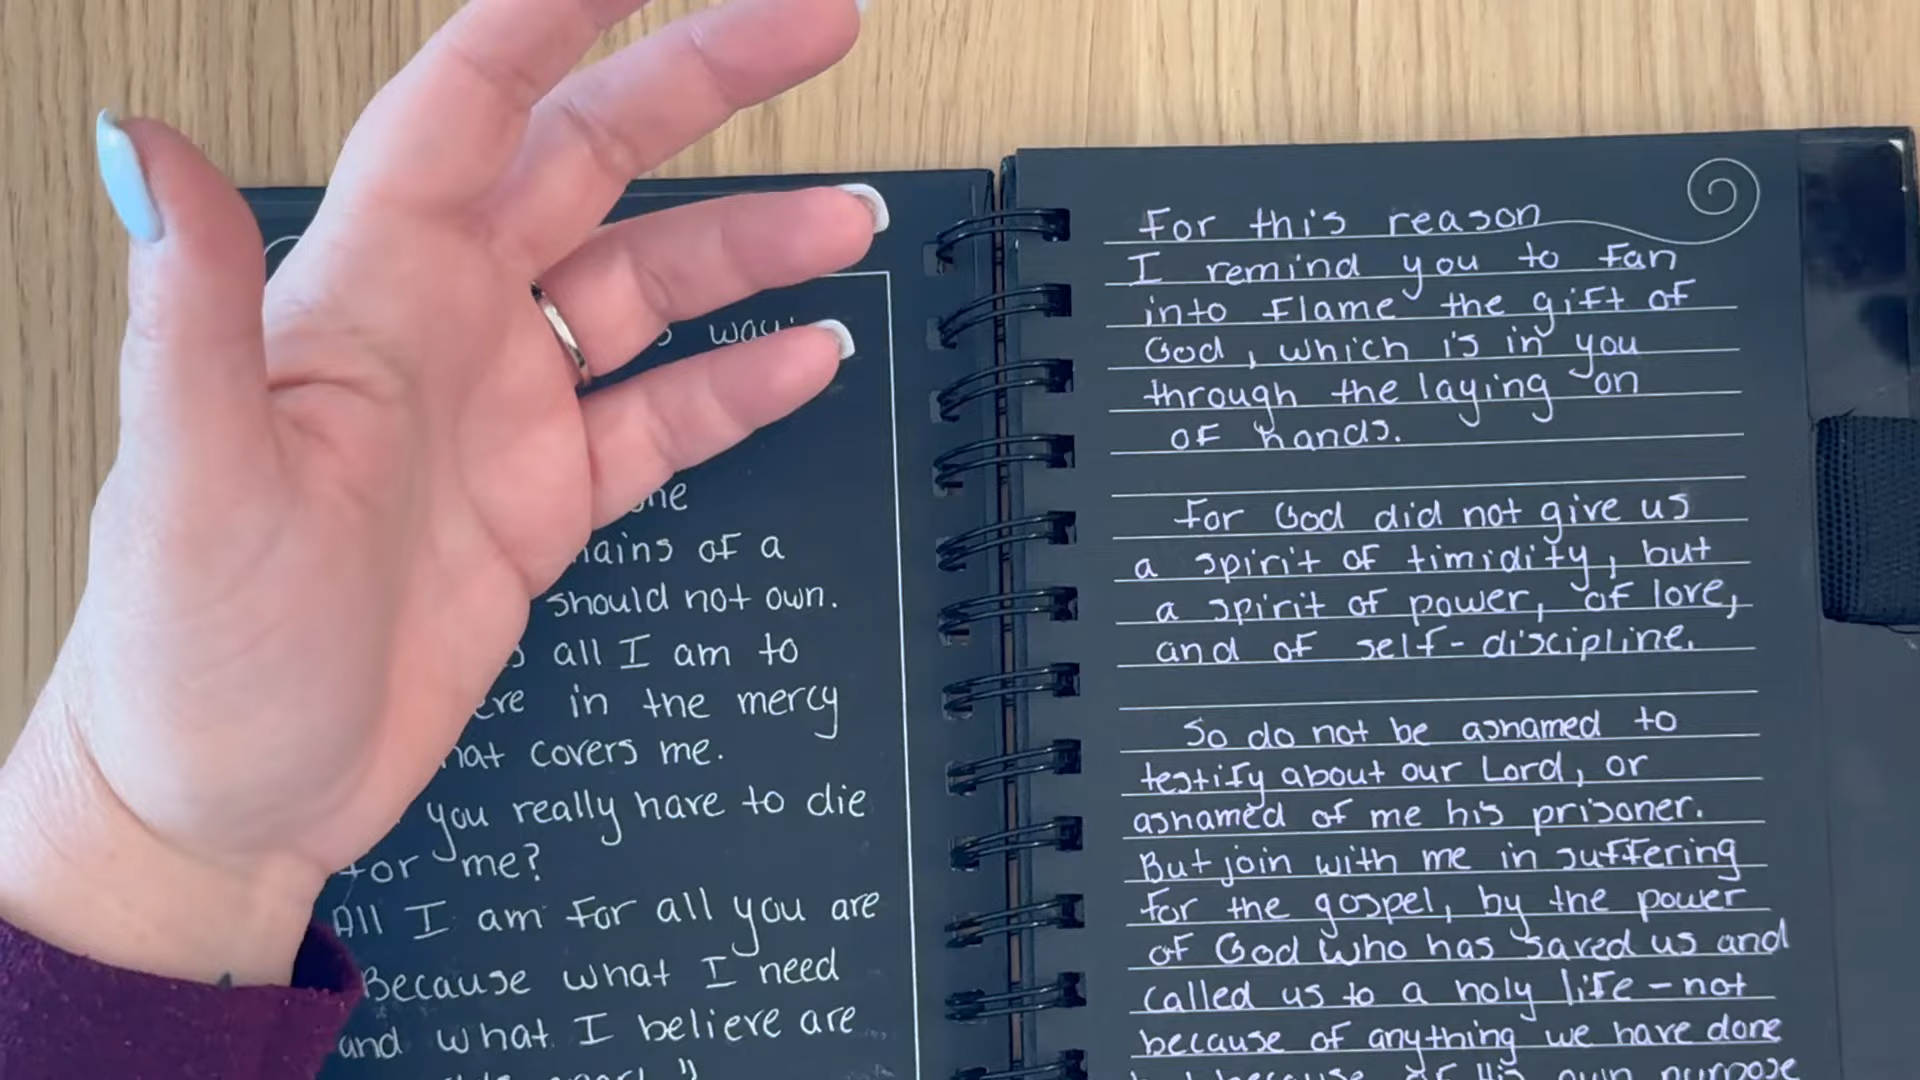 way:
of a
should not own.
all I am to
in the mercy
covers me.
you really have to die
for me?
All I am for all you are
Because what I need
and what I believe are
For this reason
I remind you to fan
into flame the gift of
God, which is in you
through the laying on
of hands.
For God did not give us
a spirit of timidity, but
a spirit of power, of love,
and of self-discipline.
So do not be ashamed to
testify about our Lord, or
ashamed of me his prisoner.
But join with me in suffering
for the gospel, by the power
of God who has saved us and
called us to a holy life - not
because of anything we have done
because of His own purpose